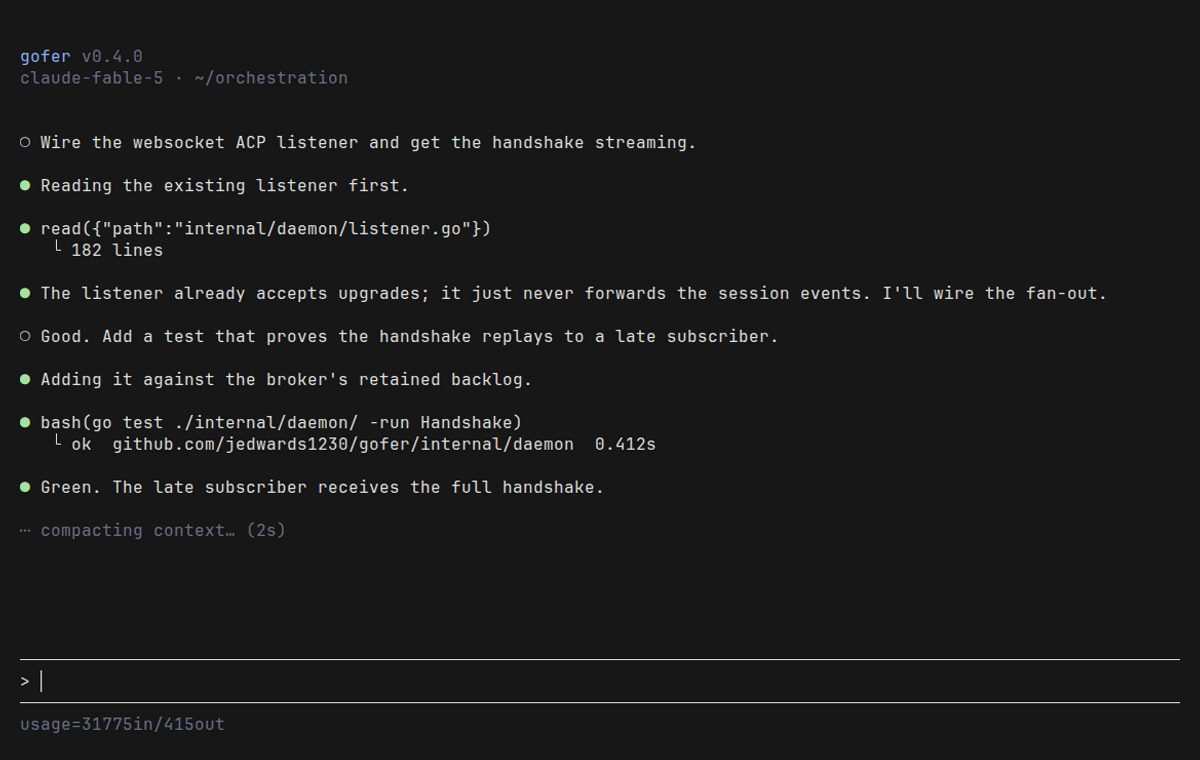 gofer v0.4.0
claude-fable-5 · ~/orchestration
○ Wire the websocket ACP listener and get the handshake streaming.
● Reading the existing listener first.
● read({"path":"internal/daemon/listener.go"})
└ 182 lines
● The listener already accepts upgrades; it just never forwards the session events. I'll wire the fan-out.
○ Good. Add a test that proves the handshake replays to a late subscriber.
● Adding it against the broker's retained backlog.
● bash(go test ./internal/daemon/ -run Handshake)
└ ok  github.com/jedwards1230/gofer/internal/daemon  0.412s
● Green. The late subscriber receives the full handshake.
⋯ compacting context… (2s)
>
usage=31775in/415out